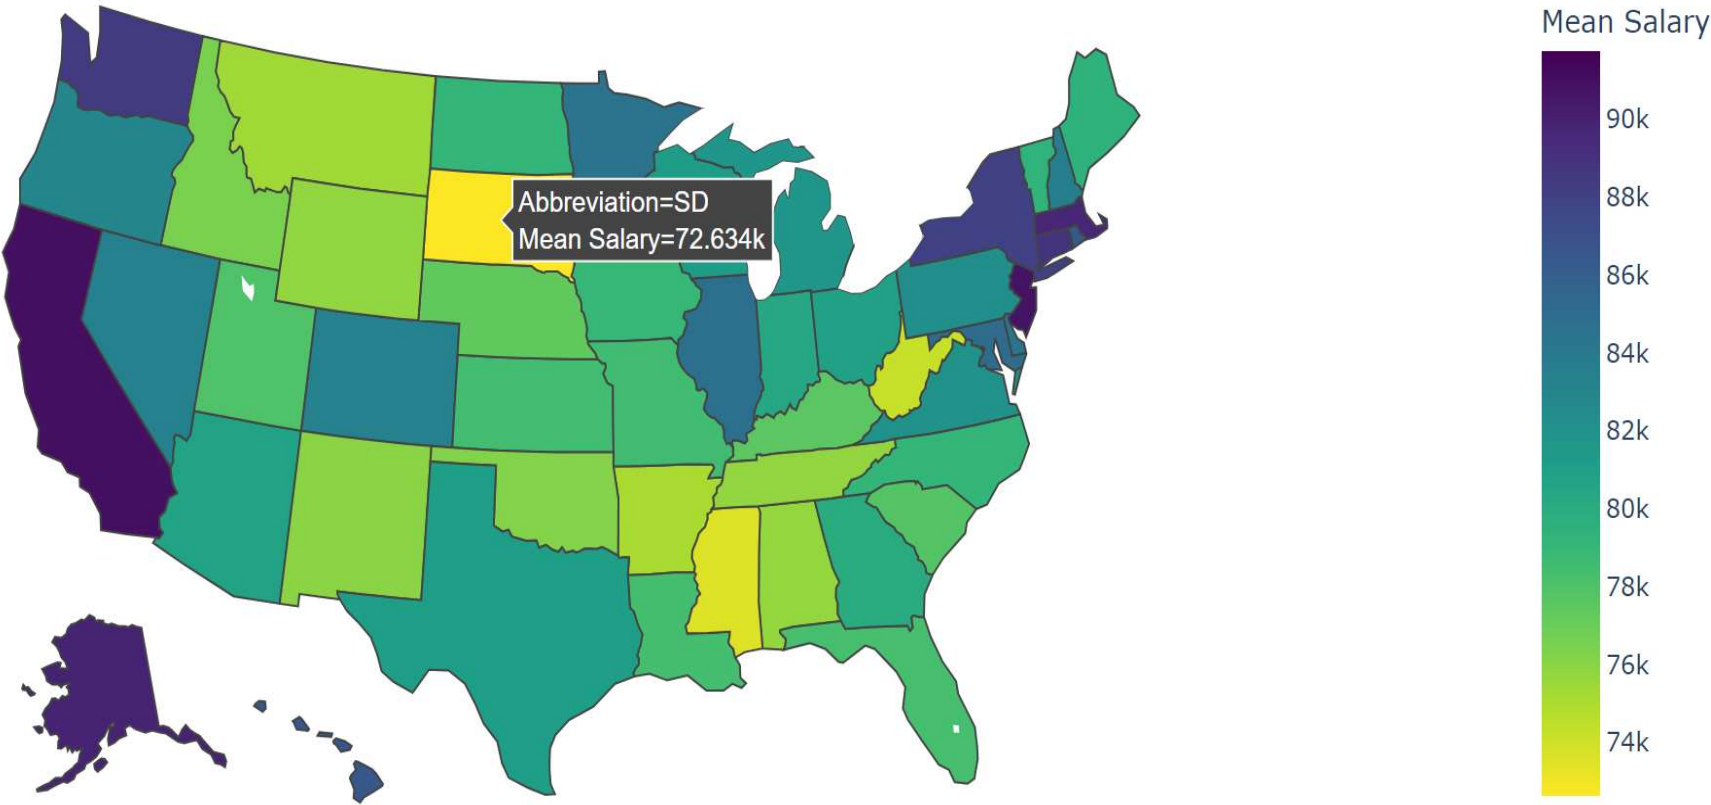 Mean Salary
90k
88k
86k
84k
82k
80k
78k
76k
74k
Abbreviation=SD
Mean Salary=72.634k